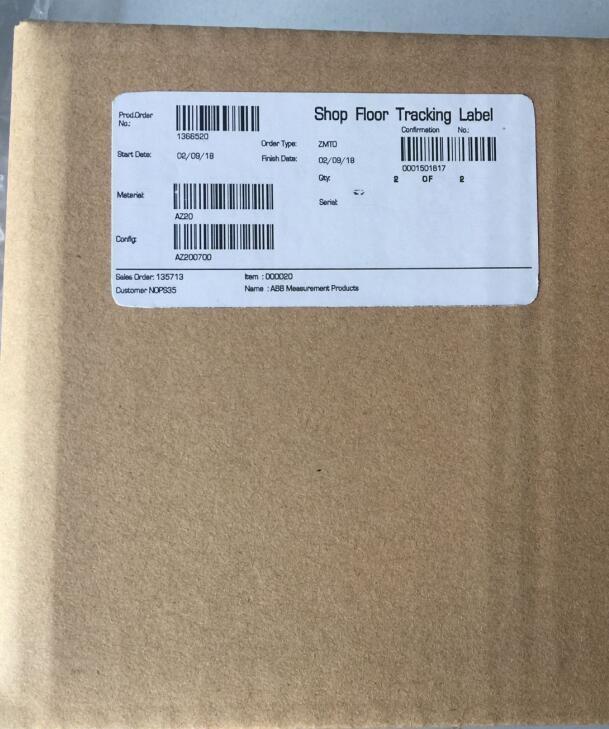 Shop Floor Tracking Label
Prod.Order No.: 1366520
Confirmation No.: 0001501817
Order Type: ZMTO
Start Date: 02/09/18 Finish Date: 02/09/18
Qty: 2 OF 2
Material: AZ20
Serial:
Config: AZ200700
Sales Order: 135713 Item : 000020
Customer NOPS35 Name : ABB Measurement Products